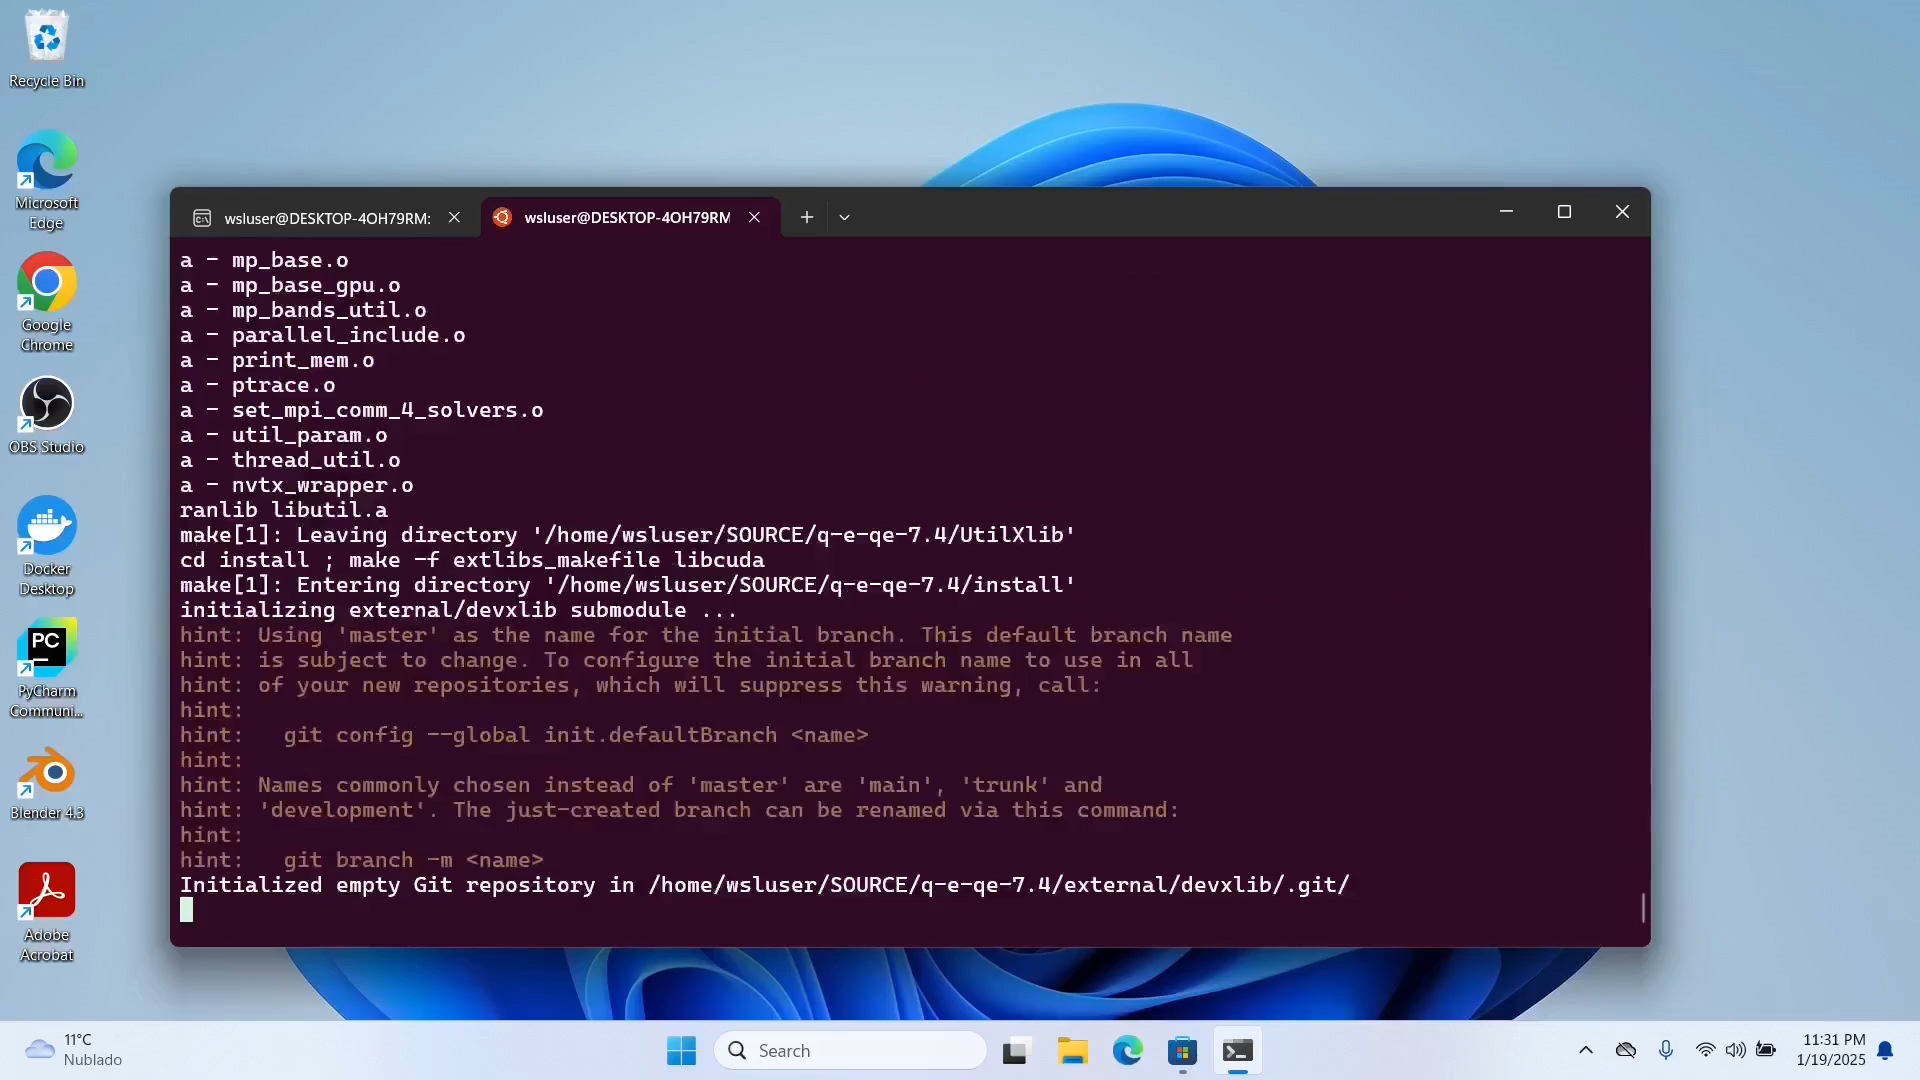 Recycle Bin
Microsoft
Edge
Google
Chrome
OBS Studio
Docker
Desktop
PC
PyCharm
Communi...
Blender 4.3
Adobe
Acrobat
wsluser@DESKTOP-4OH79RM:
wsluser@DESKTOP-4OH79RM
a - mp_base.o
a - mp_base_gpu.o
a - mp_bands_util.o
a - parallel_include.o
a - print_mem.o
a - ptrace.o
a - set_mpi_comm_4_solvers.o
a - util_param.o
a - thread_util.o
a - nvtx_wrapper.o
ranlib libutil.a
make[1]: Leaving directory '/home/wsluser/SOURCE/q-e-qe-7.4/UtilXlib'
cd install ; make -f extlibs_makefile libcuda
make[1]: Entering directory '/home/wsluser/SOURCE/q-e-qe-7.4/install'
initializing external/devxlib submodule ...
hint: Using 'master' as the name for the initial branch. This default branch name
hint: is subject to change. To configure the initial branch name to use in all
hint: of your new repositories, which will suppress this warning, call:
hint:
hint:   git config --global init.defaultBranch <name>
hint:
hint: Names commonly chosen instead of 'master' are 'main', 'trunk' and
hint: 'development'. The just-created branch can be renamed via this command:
hint:
hint:   git branch -m <name>
Initialized empty Git repository in /home/wsluser/SOURCE/q-e-qe-7.4/external/devxlib/.git/
11°C
Nublado
Search
11:31 PM
1/19/2025